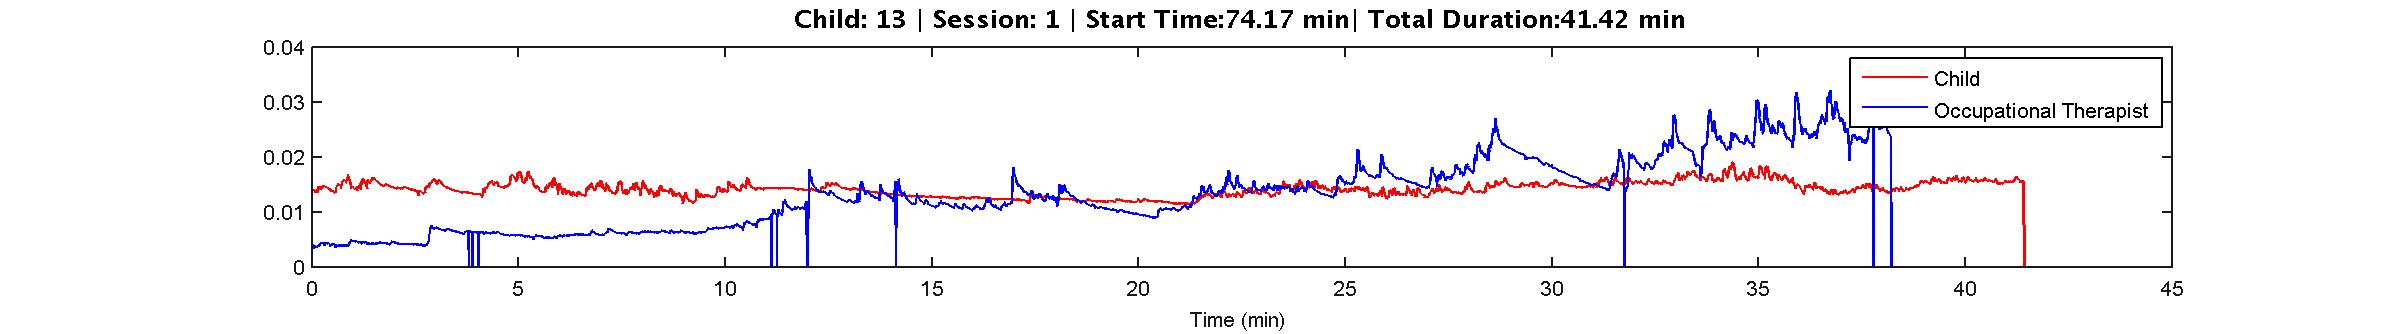 Child: 13 | Session: 1 | Start Time:74.17 min| Total Duration:41.42 min
0.04
0.03
0.02
0.01
0
Child
Occupational Therapist
0 5 10 15 20 25 30 35 40 45
Time (min)